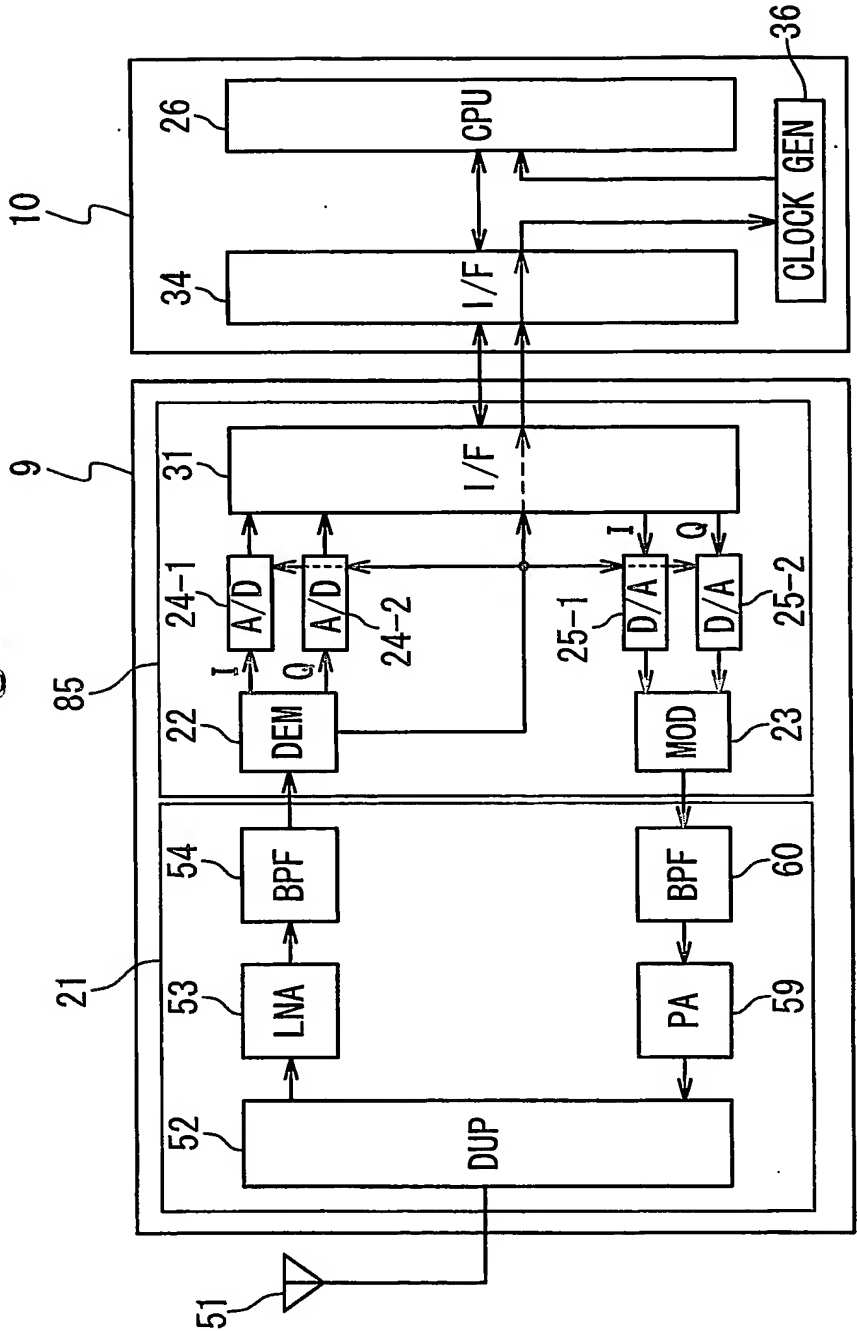 9
10
85
21
22
24-1
31
34
26
52
53
54
DEM
I
Q
A/D
A/D
24-2
I/F
I/F
CPU
LNA
BPF
DUP
51
I
Q
D/A
D/A
25-1
25-2
MOD
23
BPF
60
PA
59
CLOCK GEN
36